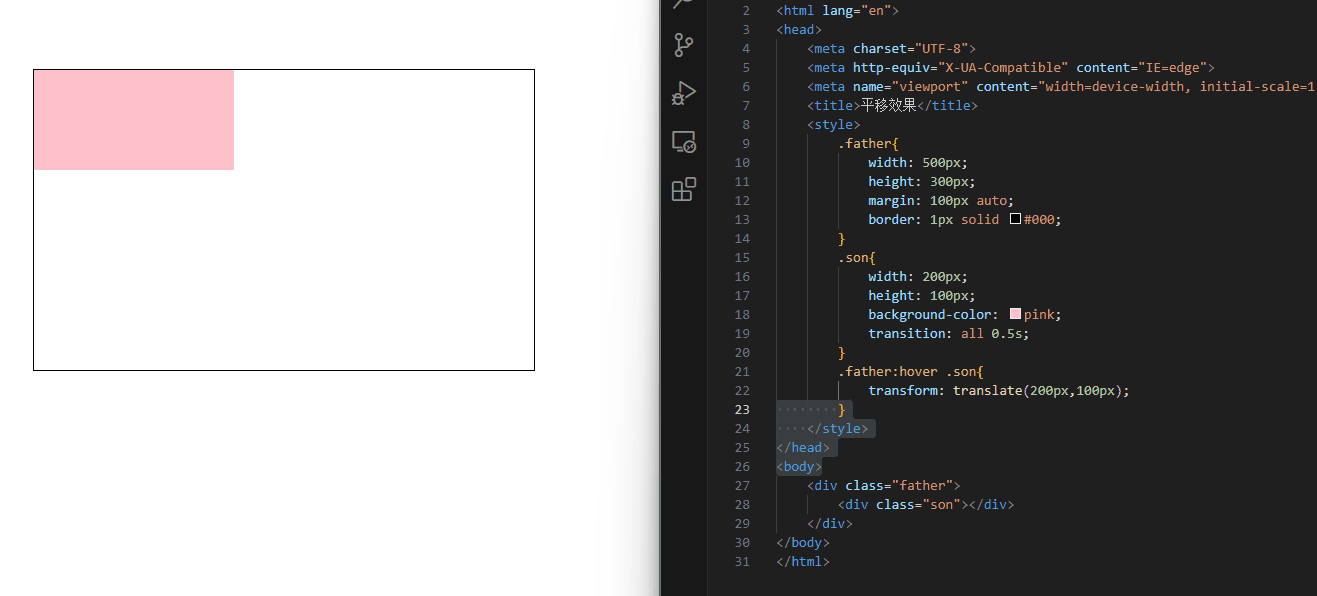 2 <html lang="en">
3 <head>
4 <meta charset="UTF-8">
5 <meta http-equiv="X-UA-Compatible" content="IE=edge">
6 <meta name="viewport" content="width=device-width, initial-scale=1
7 <title>平移效果</title>
8 <style>
9 .father{
10 width: 500px;
11 height: 300px;
12 margin: 100px auto;
13 border: 1px solid #000;
14 }
15 .son{
16 width: 200px;
17 height: 100px;
18 background-color: pink;
19 transition: all 0.5s;
20 }
21 .father:hover .son{
22 transform: translate(200px,100px);
23 }
24 </style>
25 </head>
26 <body>
27 <div class="father">
28 <div class="son"></div>
29 </div>
30 </body>
31 </html>